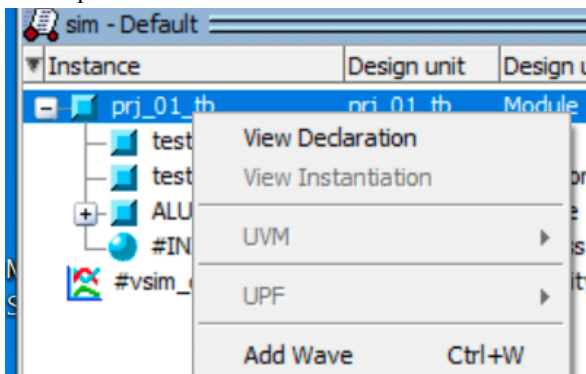 sim - Default
Instance Design unit Design u
prj_01_tb prj_01_tb Module
test View Declaration
test View Instantiation
ALU
#IN UVM
#vsim_ UPF
Add Wave Ctrl+W